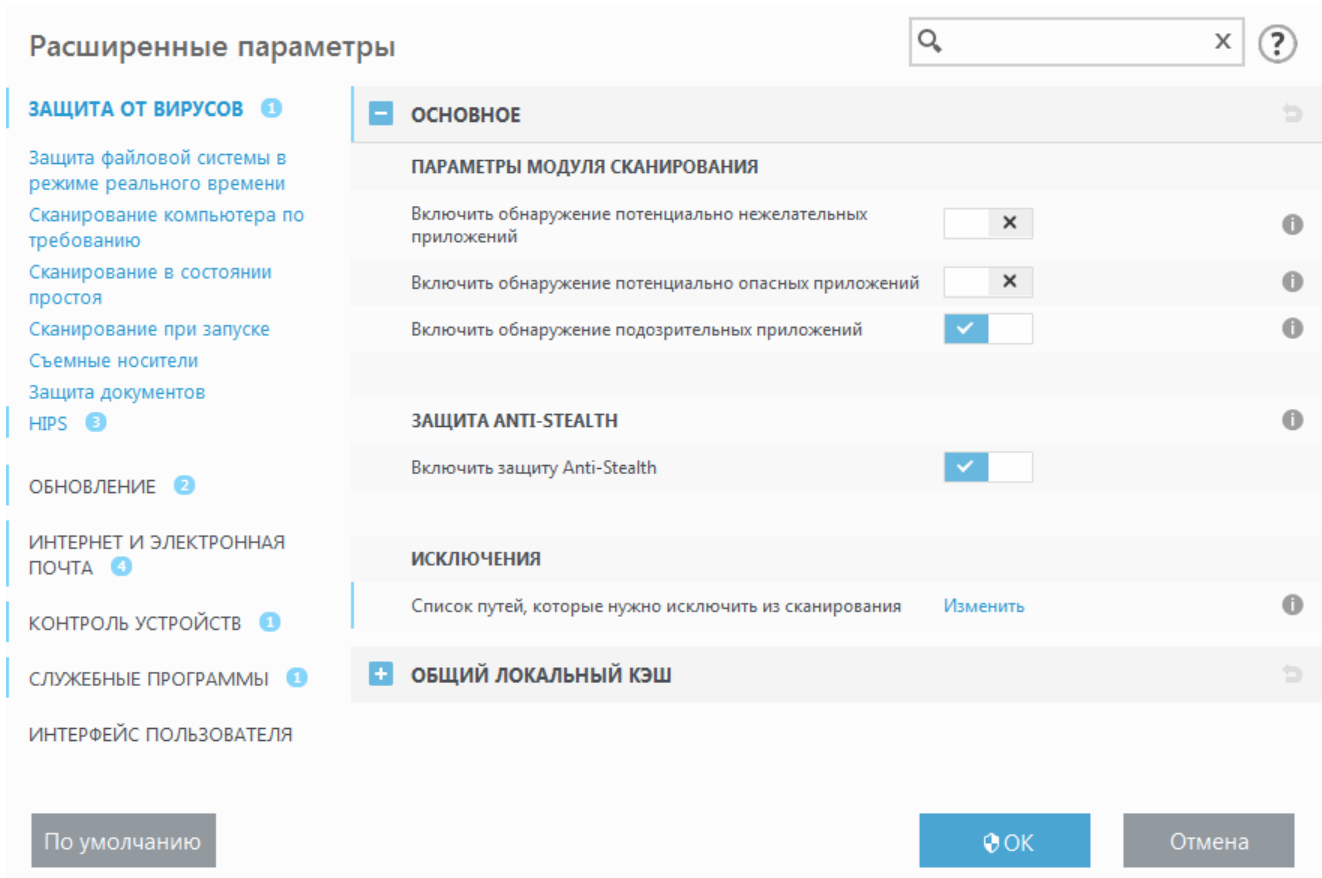 Расширенные параметры
x
?
ЗАЩИТА ОТ ВИРУСОВ 1
Защита файловой системы в
режиме реального времени
Сканирование компьютера по
требованию
Сканирование в состоянии
простоя
Сканирование при запуске
Съемные носители
Защита документов
HIPS 3
ОБНОВЛЕНИЕ 2
ИНТЕРНЕТ И ЭЛЕКТРОННАЯ
ПОЧТА 4
КОНТРОЛЬ УСТРОЙСТВ 1
СЛУЖЕБНЫЕ ПРОГРАММЫ 1
ИНТЕРФЕЙС ПОЛЬЗОВАТЕЛЯ
ОСНОВНОЕ
ПАРАМЕТРЫ МОДУЛЯ СКАНИРОВАНИЯ
Включить обнаружение потенциально нежелательных
приложений
Включить обнаружение потенциально опасных приложений
Включить обнаружение подозрительных приложений
ЗАЩИТА ANTI-STEALTH
Включить защиту Anti-Stealth
ИСКЛЮЧЕНИЯ
Список путей, которые нужно исключить из сканирования Изменить
ОБЩИЙ ЛОКАЛЬНЫЙ КЭШ
По умолчанию
OK
Отмена